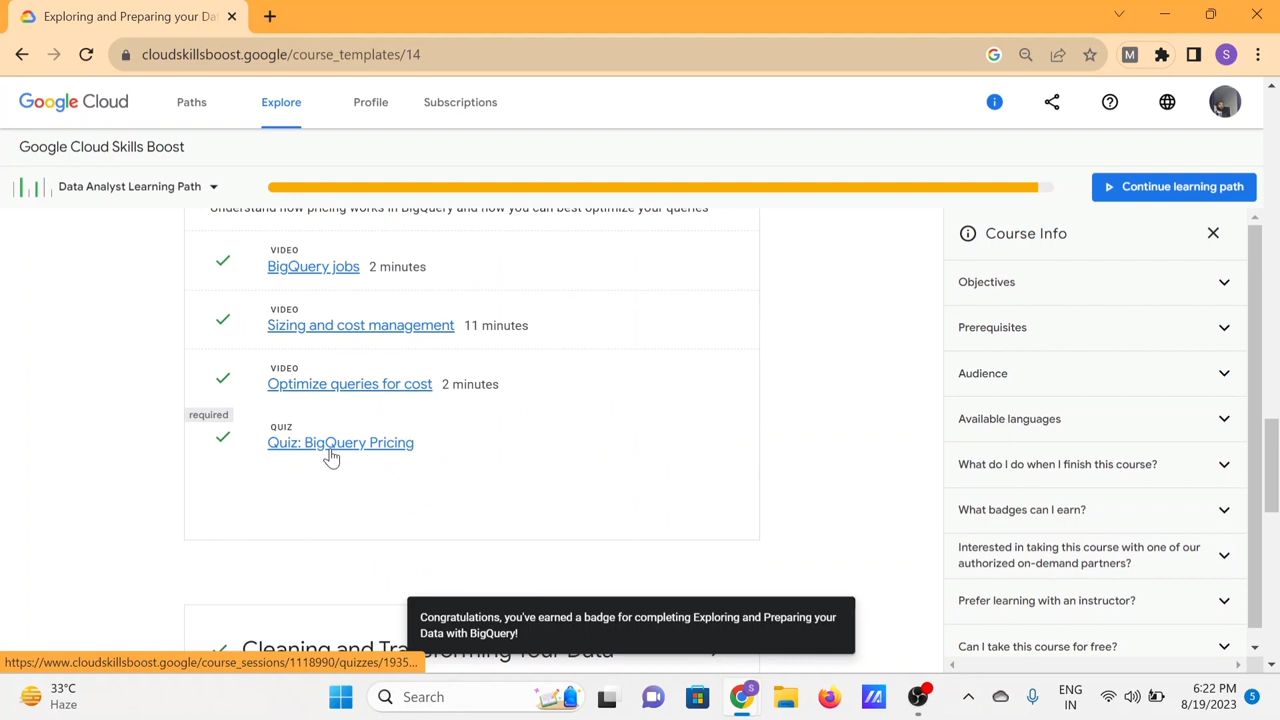 Exploring and Preparing your Da
cloudskillsboost.google/course_templates/14
M
S
Google Cloud
Paths
Explore
Profile
Subscriptions
Google Cloud Skills Boost
Data Analyst Learning Path
Continue learning path
Understand how pricing works in BigQuery and how you can best optimize your queries
VIDEO
BigQuery jobs 2 minutes
VIDEO
Sizing and cost management 11 minutes
VIDEO
Optimize queries for cost 2 minutes
required
QUIZ
Quiz: BigQuery Pricing
Course Info
Objectives
Prerequisites
Audience
Available languages
What do I do when I finish this course?
What badges can I earn?
Interested in taking this course with one of our
authorized on-demand partners?
Prefer learning with an instructor?
Can I take this course for free?
Congratulations, you've earned a badge for completing Exploring and Preparing your
Data with BigQuery!
Cleaning and Transforming Your Data
https://www.cloudskillsboost.google/course_sessions/1118990/quizzes/1935...
33°C
Haze
Search
S
ENG
IN
6:22 PM
8/19/2023
5